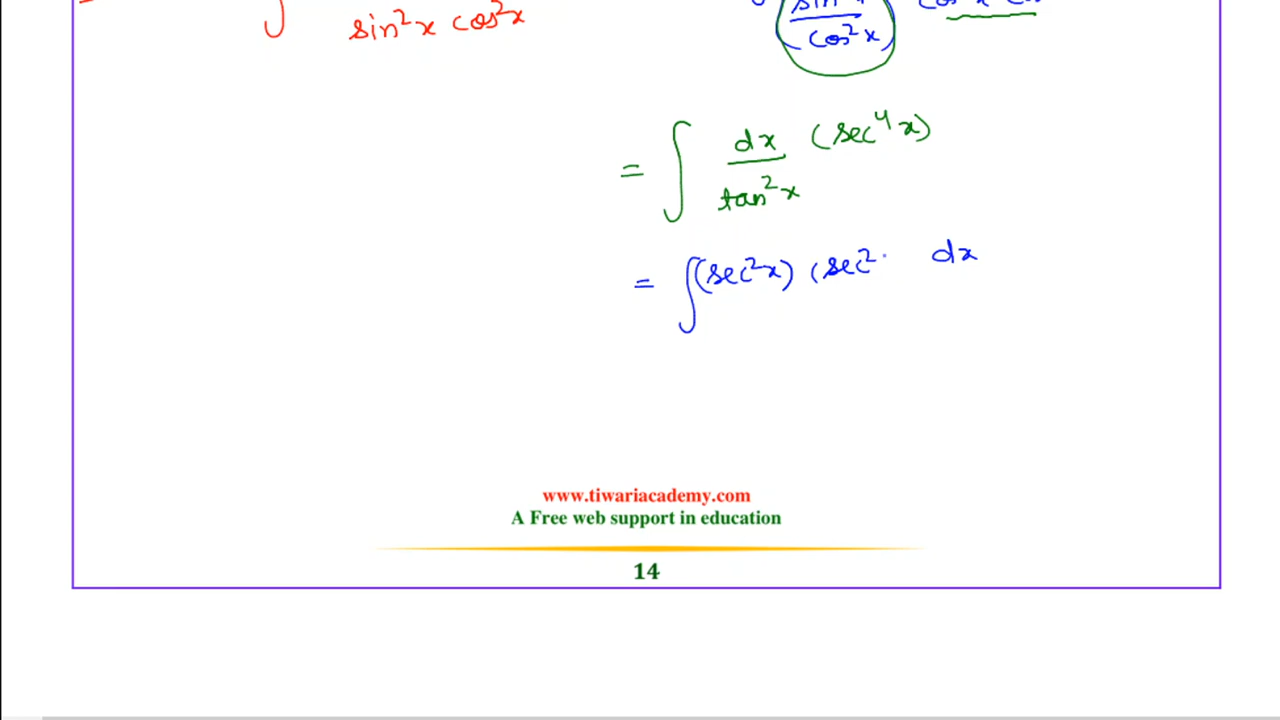 ∫ sin²x cos²x
cos²x
= ∫ dx/tan²x (sec⁴x)
= ∫(sec²x) (sec² dx
www.tiwariacademy.com
A Free web support in education
14